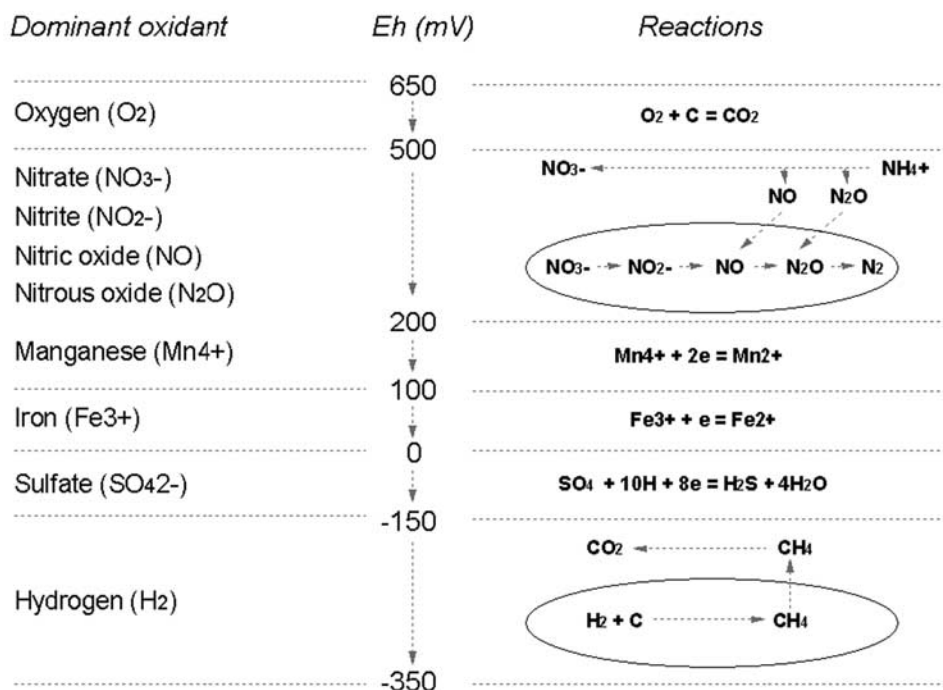 Dominant oxidant Eh (mV) Reactions
650
Oxygen (O2) O2 + C = CO2
500
Nitrate (NO3-) NO3- NH4+
Nitrite (NO2-) NO N2O
Nitric oxide (NO) NO3- NO2- NO N2O N2
Nitrous oxide (N2O)
200
Manganese (Mn4+) Mn4+ + 2e = Mn2+
100
Iron (Fe3+) Fe3+ + e = Fe2+
0
Sulfate (SO42-) SO4 + 10H + 8e = H2S + 4H2O
-150
CO2 CH4
Hydrogen (H2) H2 + C CH4
-350